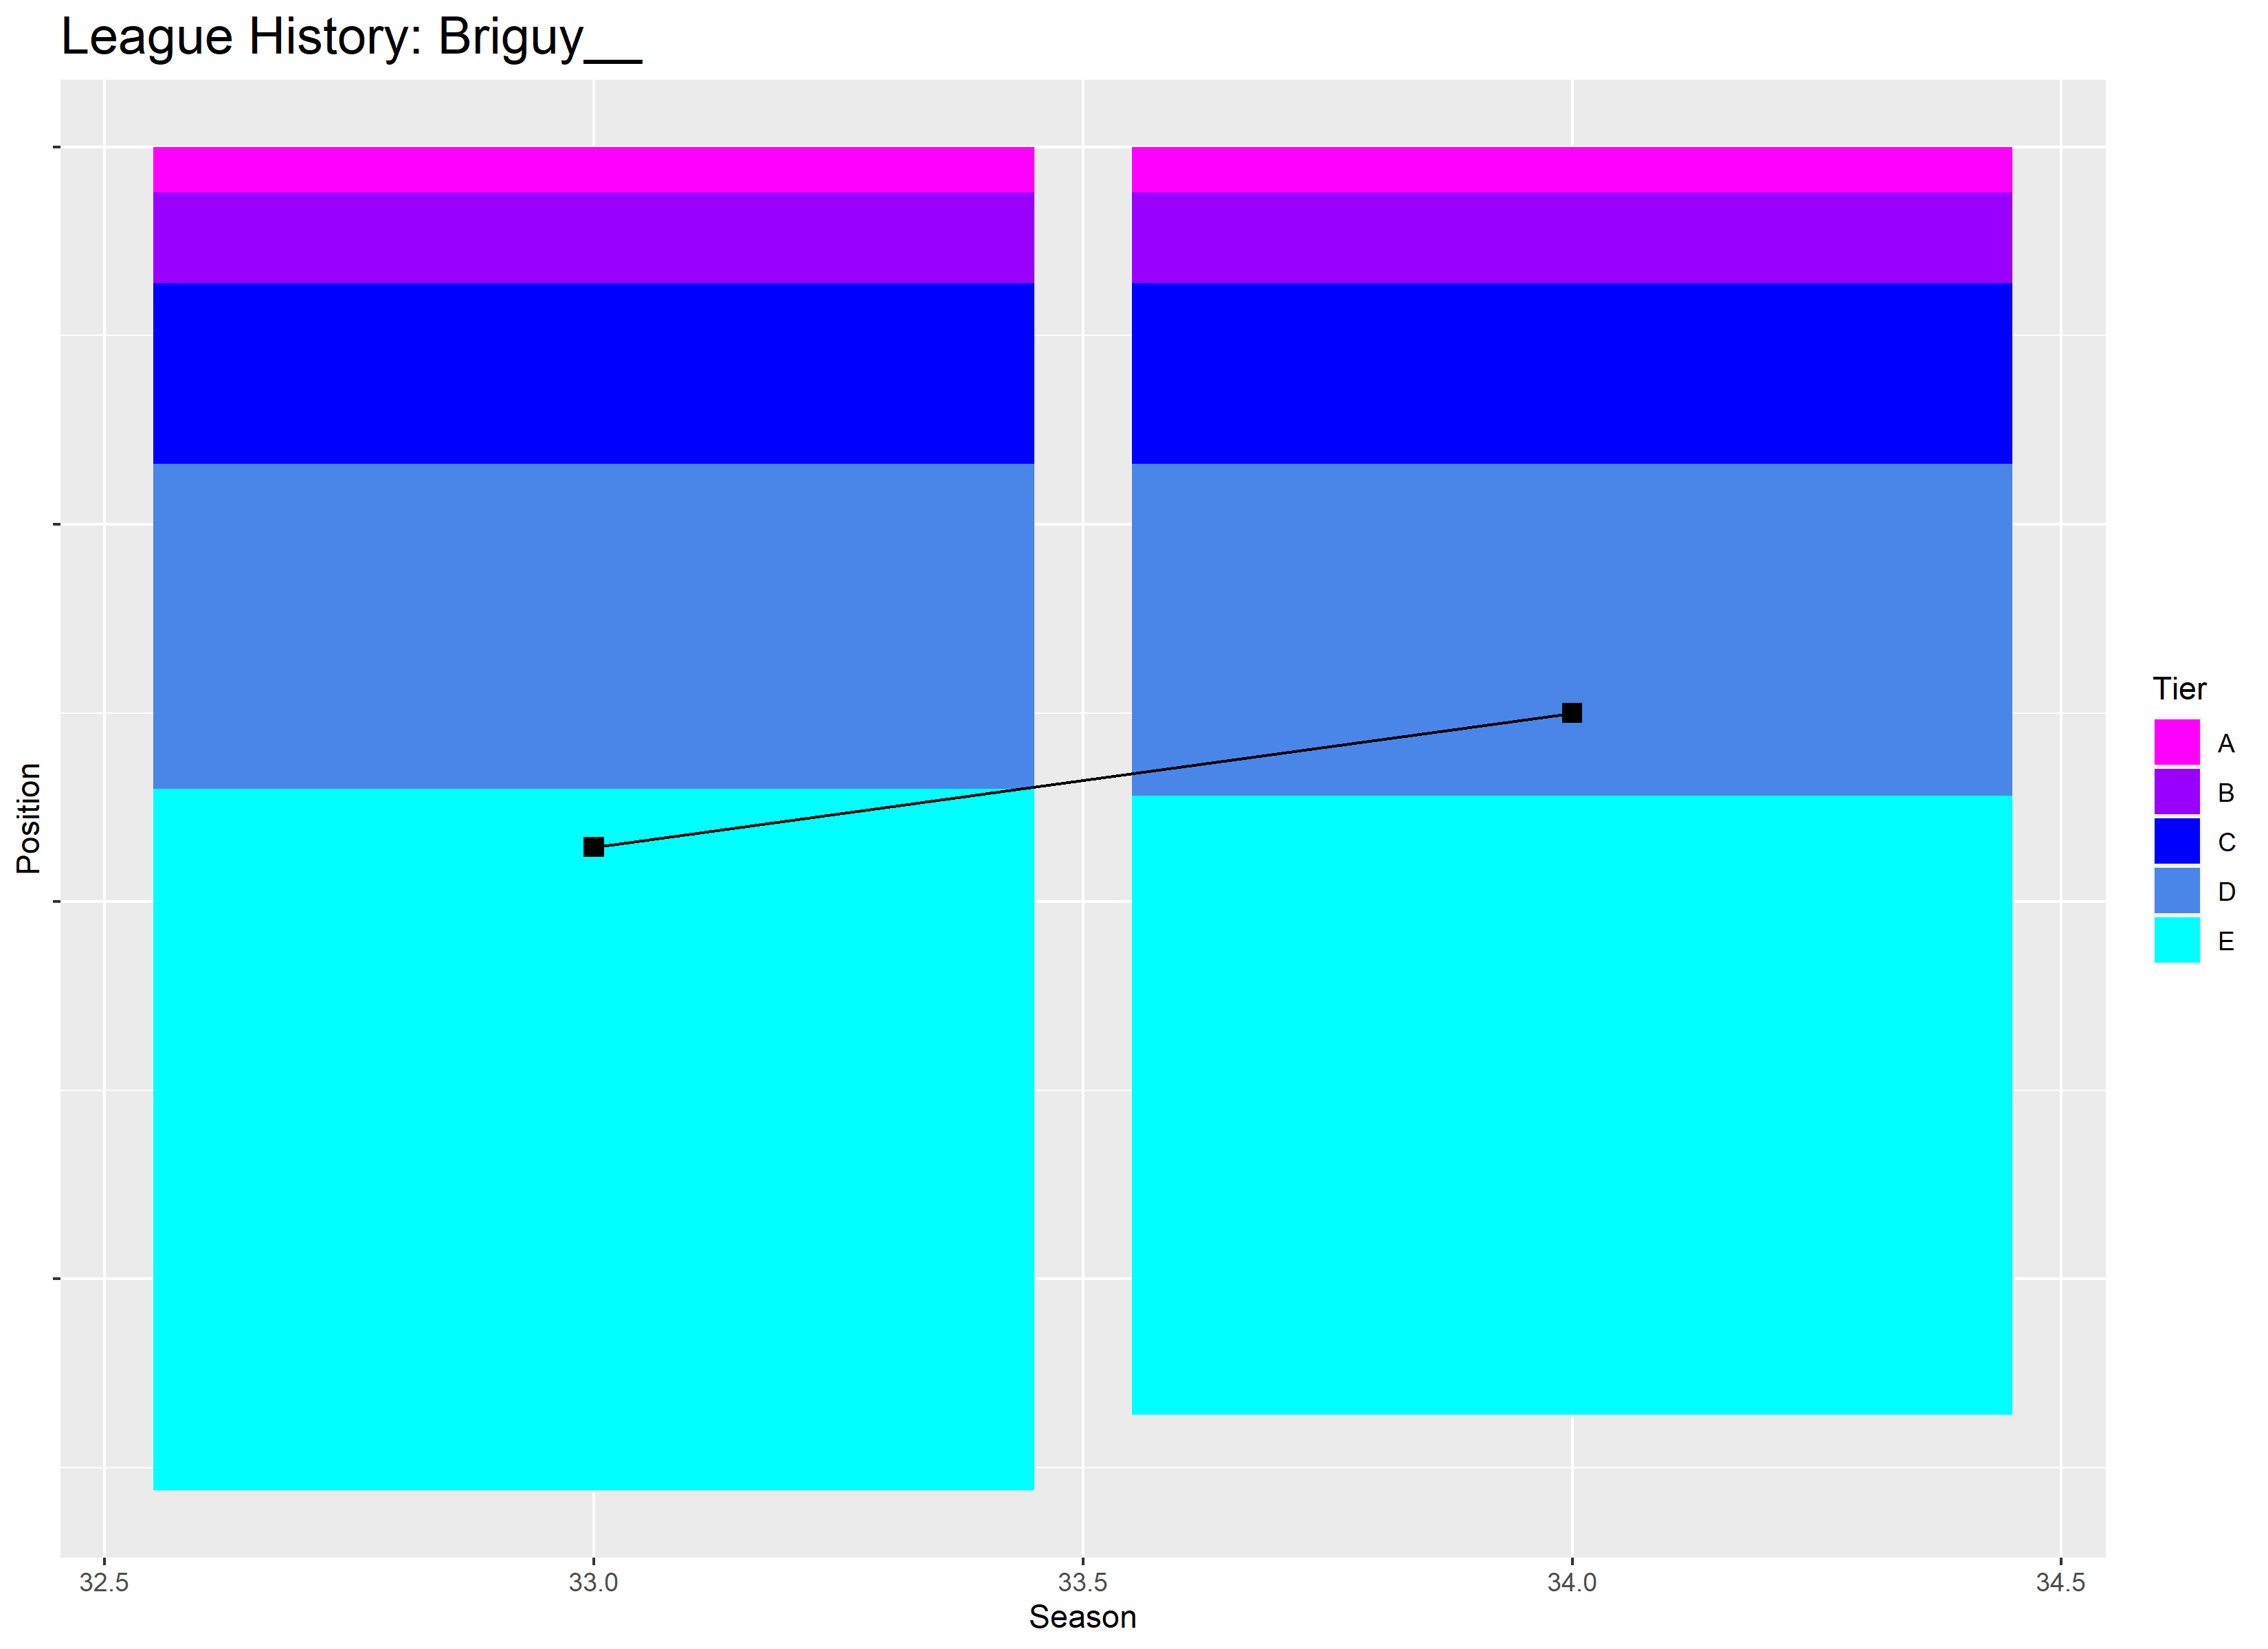 League History: Briguy__
Position
Tier
A
B
C
D
E
32.5
33.0
33.5
34.0
34.5
Season